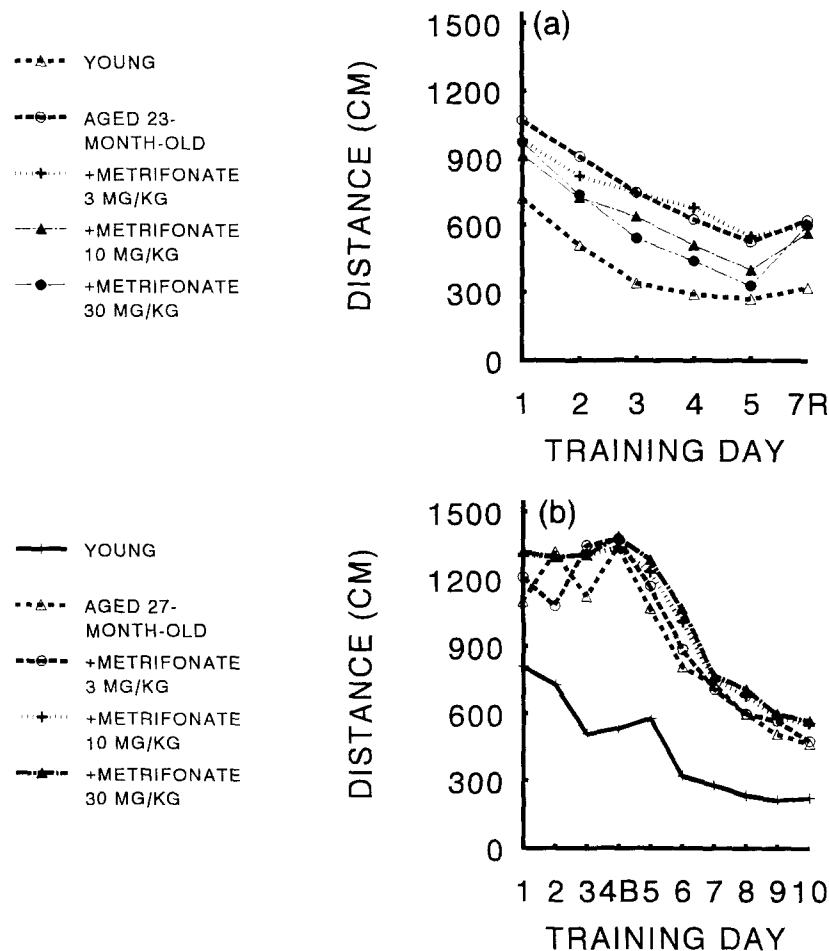 (a)
YOUNG
AGED 23-
MONTH-OLD
+METRIFONATE
3 MG/KG
+METRIFONATE
10 MG/KG
+METRIFONATE
30 MG/KG
DISTANCE (CM)
1500
1200
900
600
300
0
1 2 3 4 5 7R
TRAINING DAY
(b)
YOUNG
AGED 27-
MONTH-OLD
+METRIFONATE
3 MG/KG
+METRIFONATE
10 MG/KG
+METRIFONATE
30 MG/KG
DISTANCE (CM)
1500
1200
900
600
300
0
1 2 34B5 6 7 8 910
TRAINING DAY